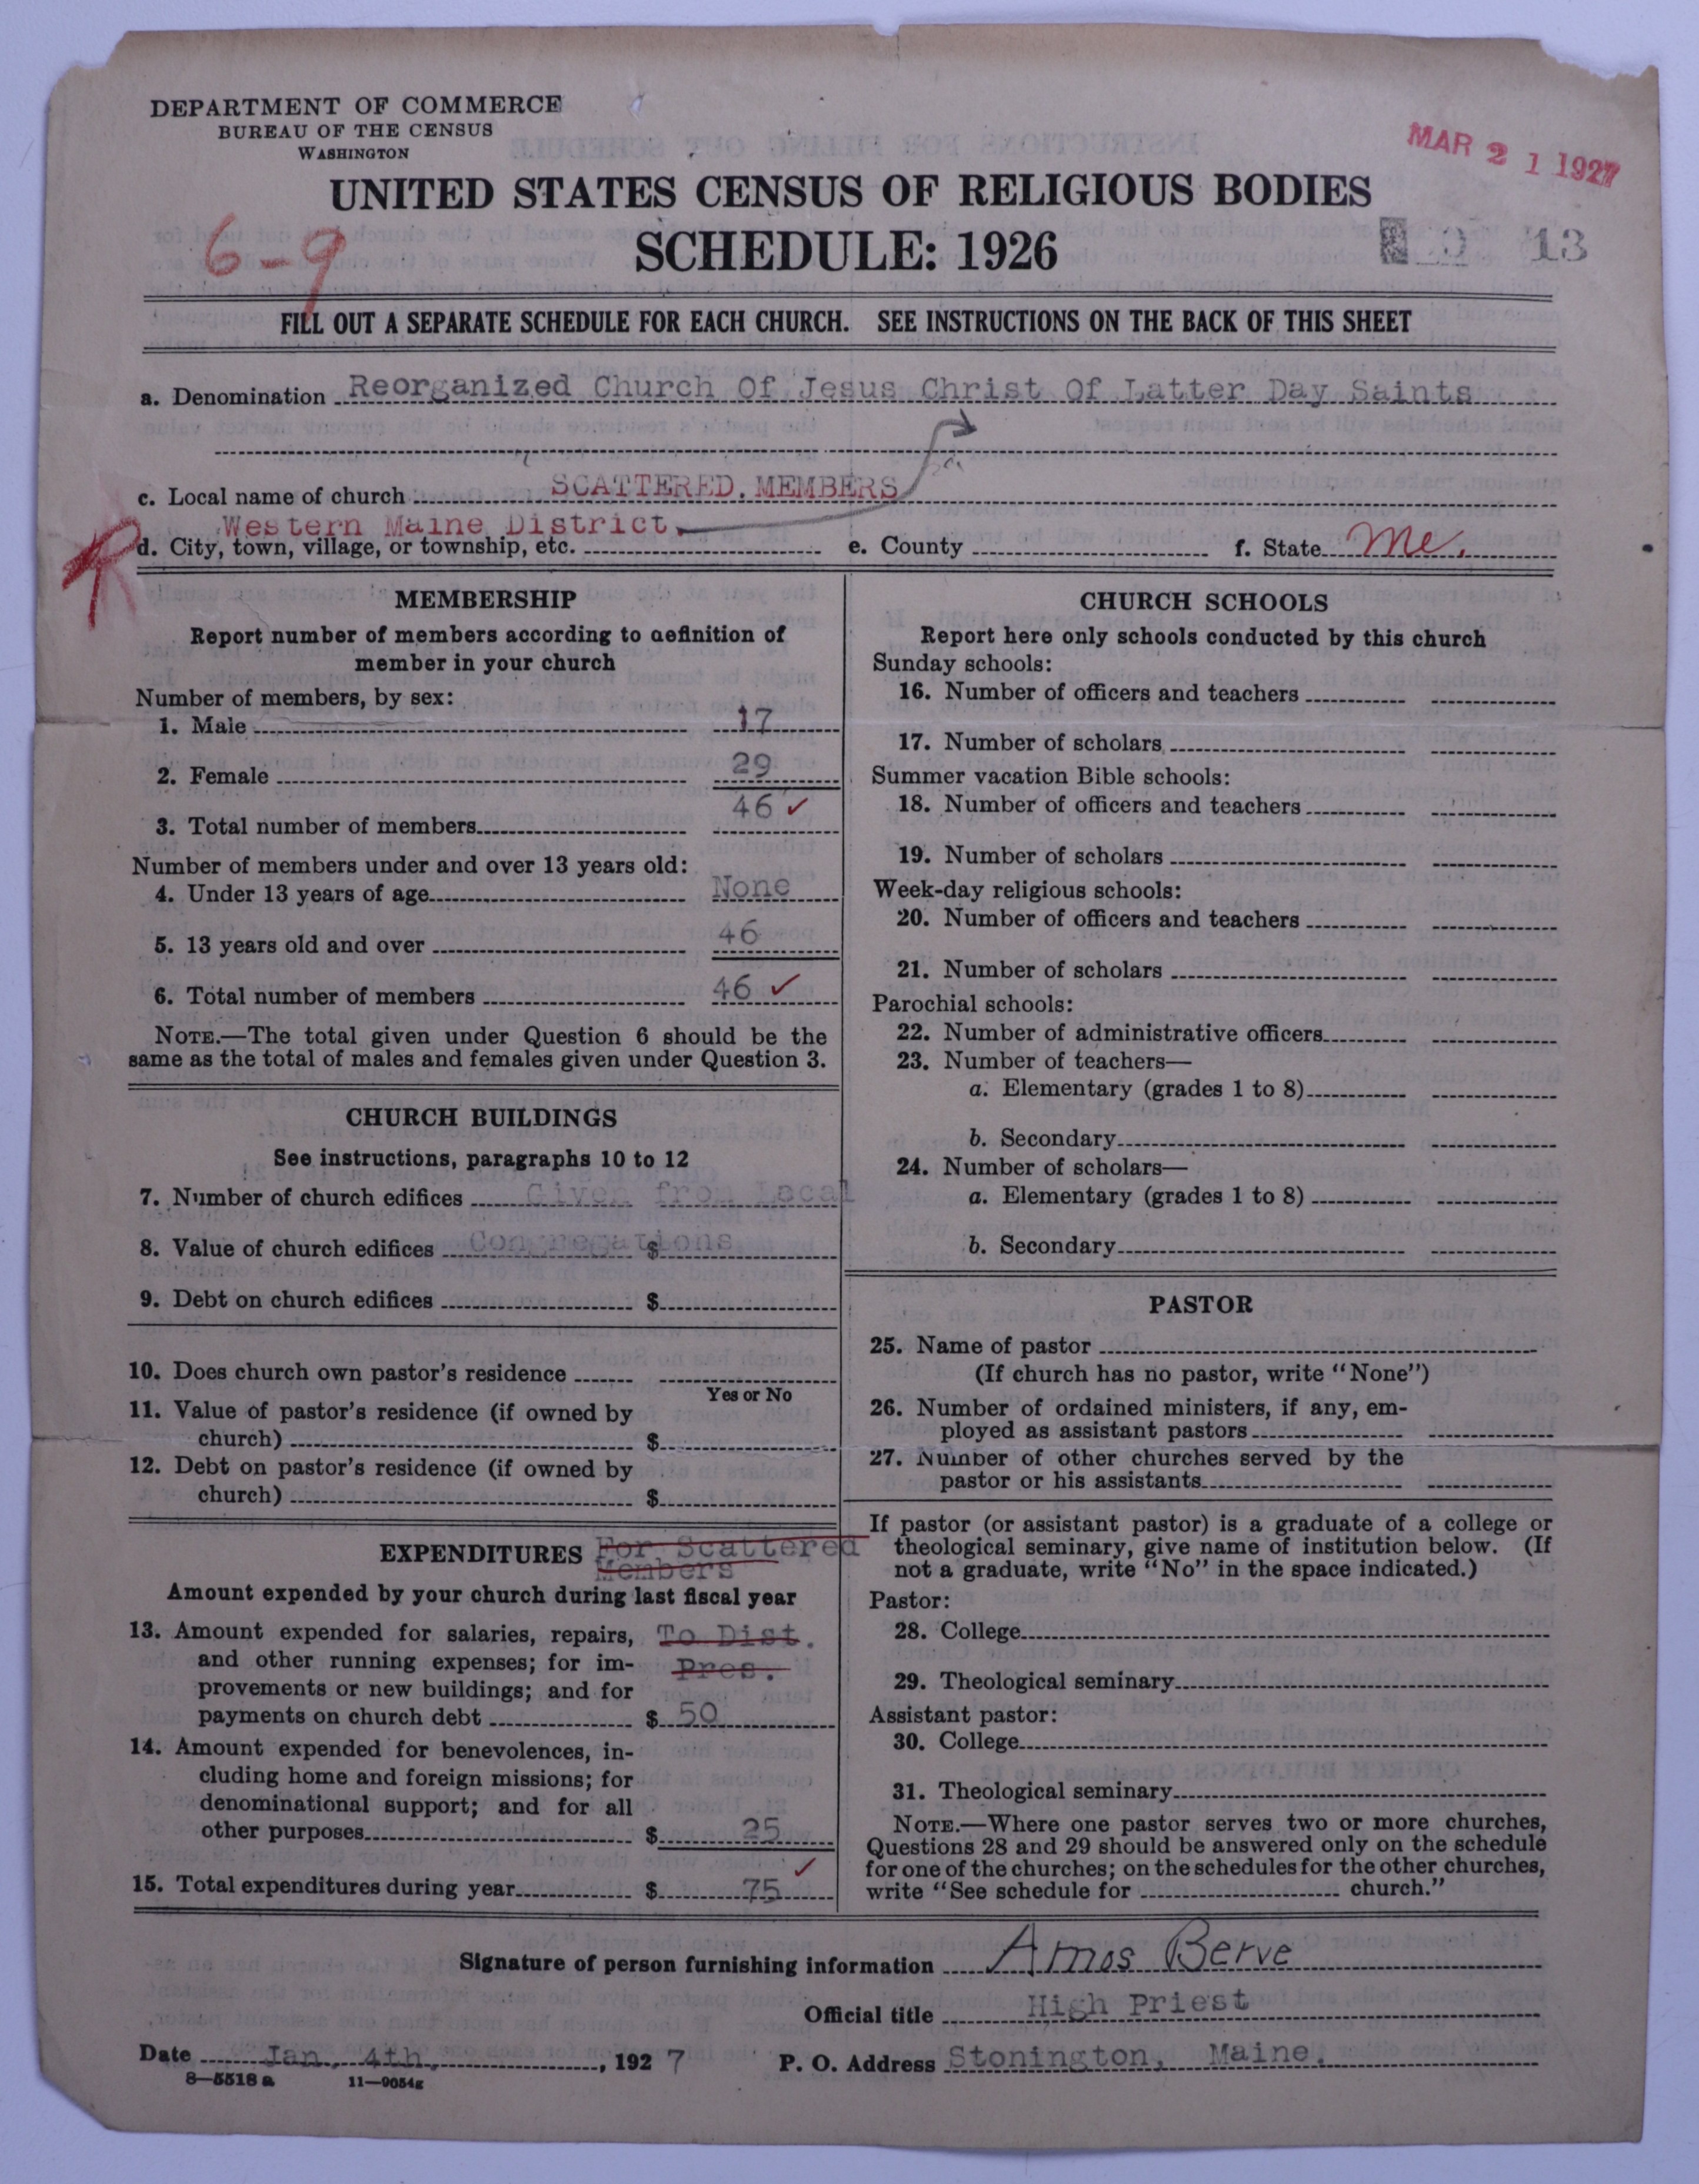 DEPARTMENT OF COMMERCE
BUREAU OF THE CENSUS
WASHINGTON
MAR 21 1927
UNITED STATES CENSUS OF RELIGIOUS BODIES
6-9
SCHEDULE: 1926
13
FILL OUT A SEPARATE SCHEDULE FOR EACH CHURCH. SEE INSTRUCTIONS ON THE BACK OF THIS SHEET
a. Denomination Reorganized Church Of Jesus Christ Of Latter Day Saints
c. Local name of church SCATTERED. MEMBERS
Western Maine District.
d. City, town, village, or township, etc. e. County f. State Me.
MEMBERSHIP
Report number of members according to definition of
member in your church
Number of members, by sex:
1. Male 17
2. Female 29
3. Total number of members 46 ✓
Number of members under and over 13 years old:
4. Under 13 years of age None
5. 13 years old and over 46
6. Total number of members 46 ✓
NOTE.—The total given under Question 6 should be the
same as the total of males and females given under Question 3.
CHURCH BUILDINGS
See instructions, paragraphs 10 to 12
7. Number of church edifices Given from Local
8. Value of church edifices Congregations $
9. Debt on church edifices $
10. Does church own pastor's residence
Yes or No
11. Value of pastor's residence (if owned by
church) $
12. Debt on pastor's residence (if owned by
church) $
EXPENDITURES For Scattered
Members
Amount expended by your church during last fiscal year
13. Amount expended for salaries, repairs, To Dist.
and other running expenses; for im- Pres.
provements or new buildings; and for
payments on church debt $ 50
14. Amount expended for benevolences, in-
cluding home and foreign missions; for
denominational support; and for all
other purposes $ 25
✓
15. Total expenditures during year $ 75
CHURCH SCHOOLS
Report here only schools conducted by this church
Sunday schools:
16. Number of officers and teachers
17. Number of scholars
Summer vacation Bible schools:
18. Number of officers and teachers
19. Number of scholars
Week-day religious schools:
20. Number of officers and teachers
21. Number of scholars
Parochial schools:
22. Number of administrative officers
23. Number of teachers—
a. Elementary (grades 1 to 8)
b. Secondary
24. Number of scholars—
a. Elementary (grades 1 to 8)
b. Secondary
PASTOR
25. Name of pastor
(If church has no pastor, write "None")
26. Number of ordained ministers, if any, em-
ployed as assistant pastors
27. Number of other churches served by the
pastor or his assistants
If pastor (or assistant pastor) is a graduate of a college or
theological seminary, give name of institution below. (If
not a graduate, write "No" in the space indicated.)
Pastor:
28. College
29. Theological seminary
Assistant pastor:
30. College
31. Theological seminary
NOTE.—Where one pastor serves two or more churches,
Questions 28 and 29 should be answered only on the schedule
for one of the churches; on the schedules for the other churches,
write "See schedule for church."
Signature of person furnishing information Amos Berve
Official title High Priest
Date Jan. 4th, , 1927 P. O. Address Stonington, Maine.
8—5518 a 11—9054g